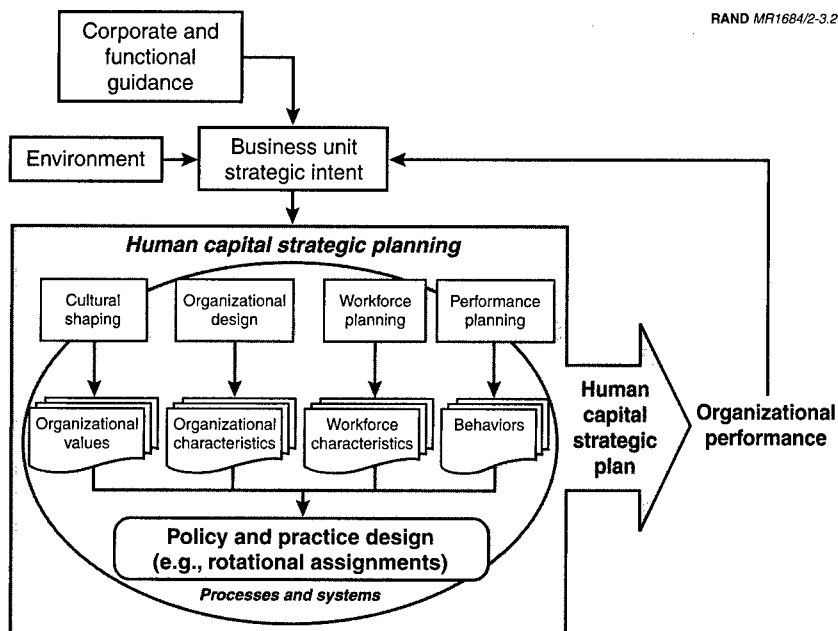 RAND MR1684/2-3.2
Corporate and
functional
guidance
Environment
Business unit
strategic intent
Human capital strategic planning
Cultural
shaping
Organizational
design
Workforce
planning
Performance
planning
Organizational
values
Organizational
characteristics
Workforce
characteristics
Behaviors
Policy and practice design
(e.g., rotational assignments)
Processes and systems
Human
capital
strategic
plan
Organizational
performance